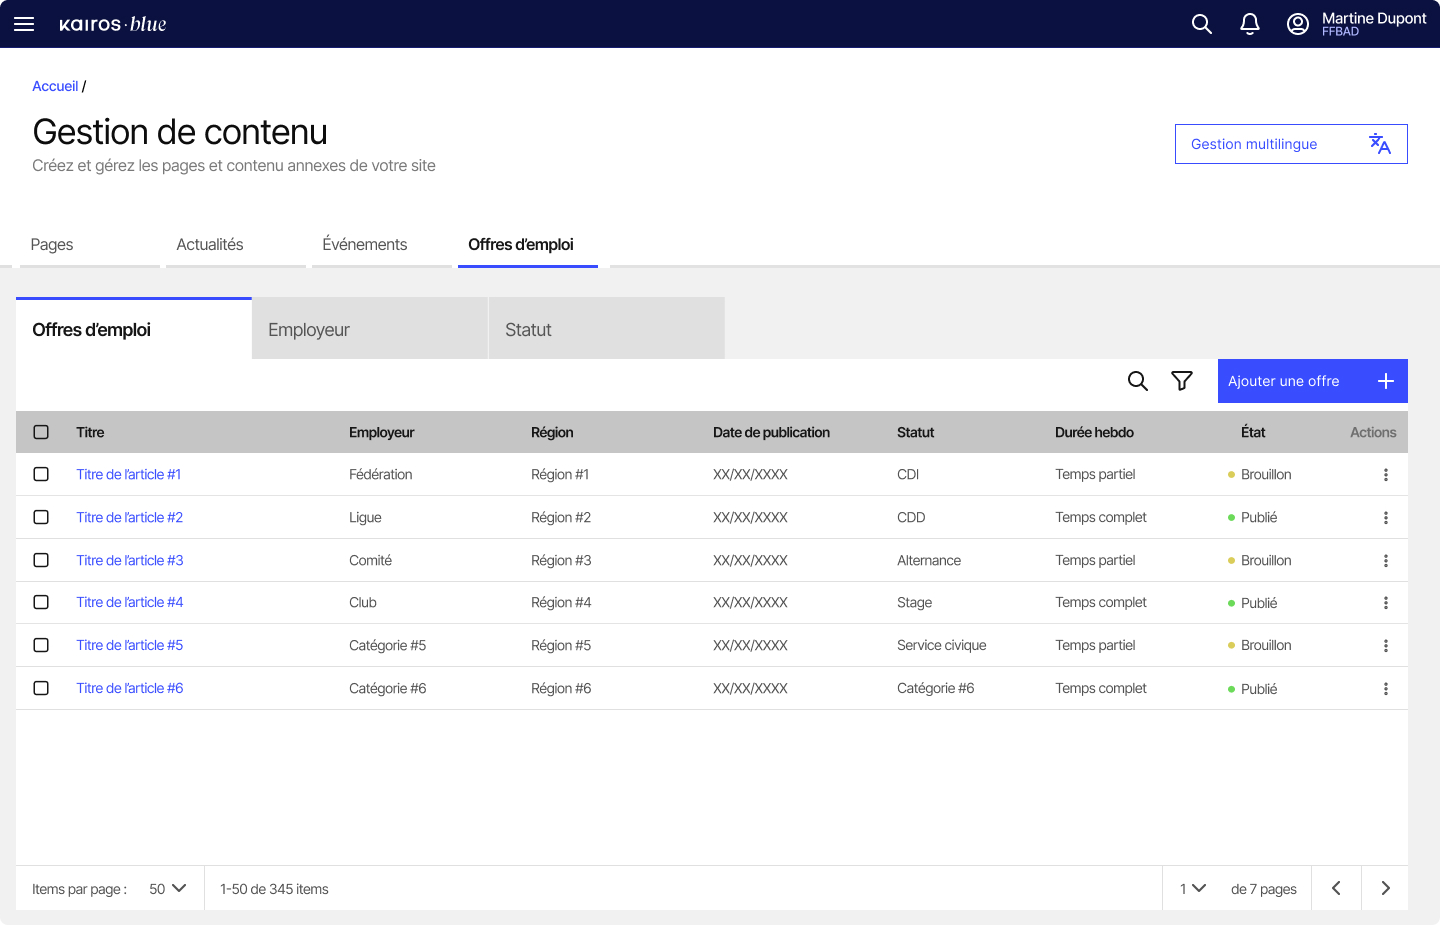 kaıros·blue
Martine Dupont
FFBAD
Accueil /
Gestion de contenu
Créez et gérez les pages et contenu annexes de votre site
Gestion multilingue
Pages Actualités Événements Offres d’emploi
Offres d’emploi Employeur Statut
Ajouter une offre
Titre Employeur Région Date de publication Statut Durée hebdo État Actions
Titre de l’article #1 Fédération Région #1 XX/XX/XXXX CDI Temps partiel Brouillon
Titre de l’article #2 Ligue Région #2 XX/XX/XXXX CDD Temps complet Publié
Titre de l’article #3 Comité Région #3 XX/XX/XXXX Alternance Temps partiel Brouillon
Titre de l’article #4 Club Région #4 XX/XX/XXXX Stage Temps complet Publié
Titre de l’article #5 Catégorie #5 Région #5 XX/XX/XXXX Service civique Temps partiel Brouillon
Titre de l’article #6 Catégorie #6 Région #6 XX/XX/XXXX Catégorie #6 Temps complet Publié
Items par page : 50 1-50 de 345 items 1 de 7 pages